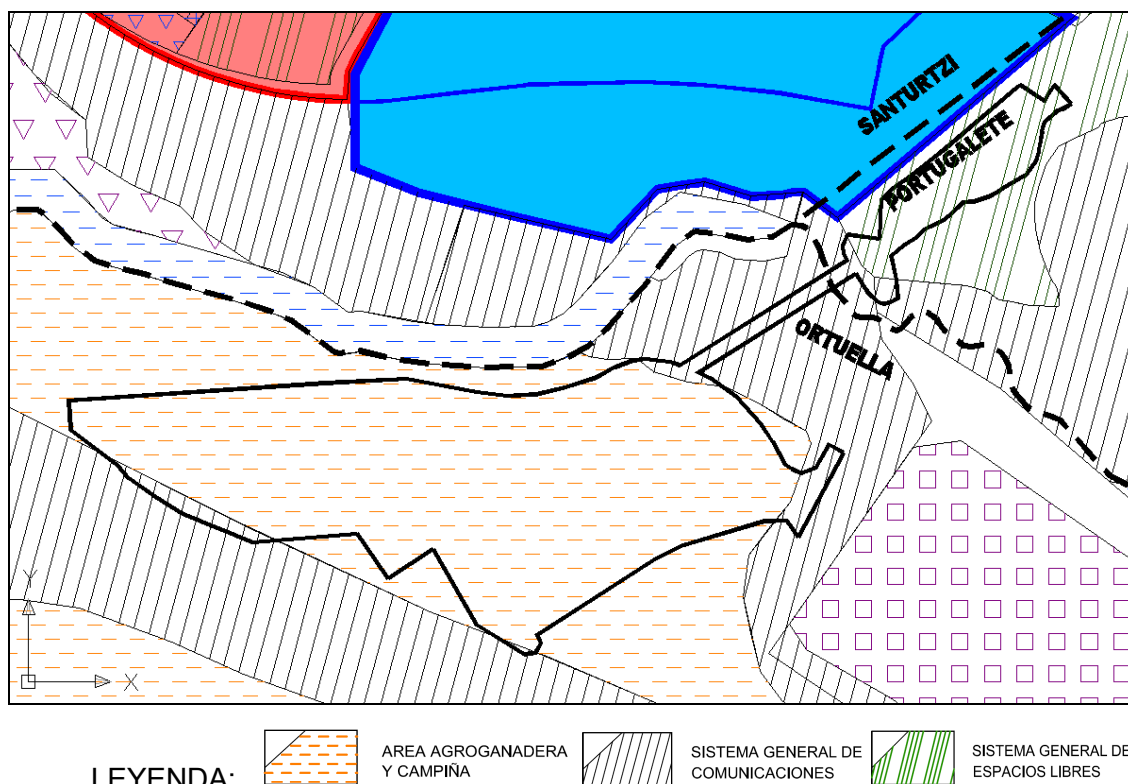 SANTURTZI
PORTUGALETE
ORTUELLA
Y
X
LEYENDA:
AREA AGROGANADERA
Y CAMPIÑA
SISTEMA GENERAL DE
COMUNICACIONES
SISTEMA GENERAL DE
ESPACIOS LIBRES